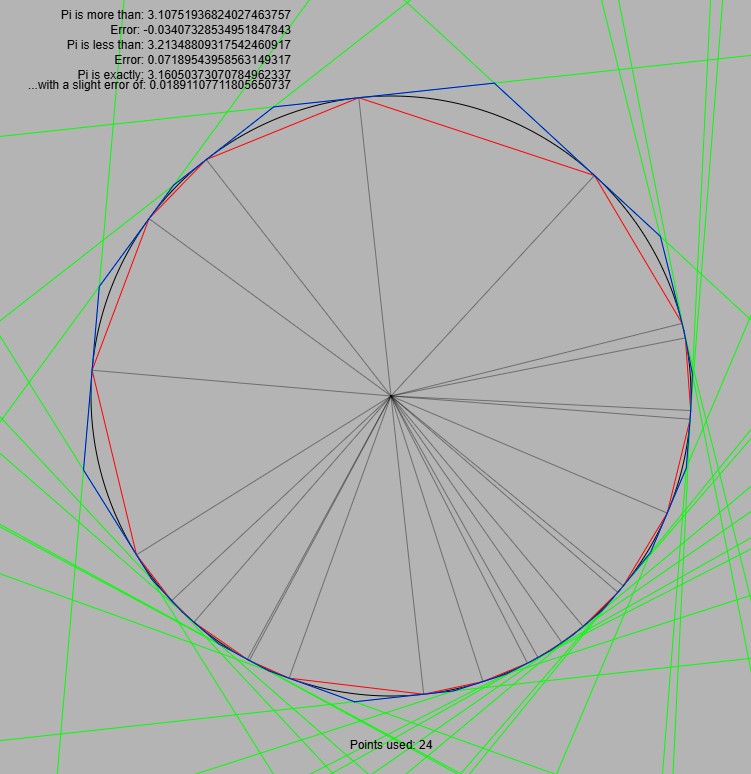 Pi is more than: 3.10751936824027463757
Error: -0.03407328534951847843
Pi is less than: 3.21348809317542460917
Error: 0.07189543958563149317
Pi is exactly: 3.16050373070784962337
...with a slight error of: 0.01891107711805650737
Points used: 24